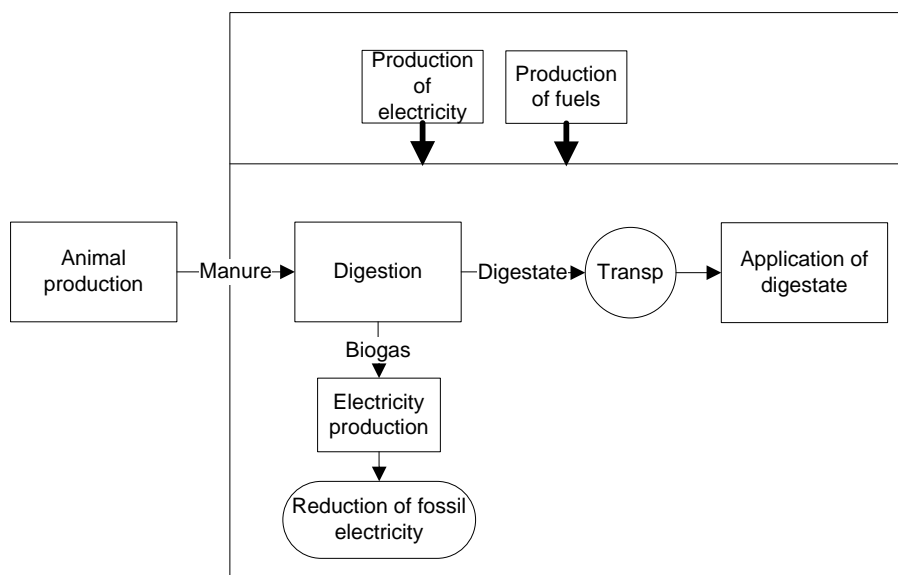 Production
of
electricity
Production
of fuels
Animal
production
Manure
Digestion
Digestate
Transp
Application of
digestate
Biogas
Electricity
production
Reduction of fossil
electricity